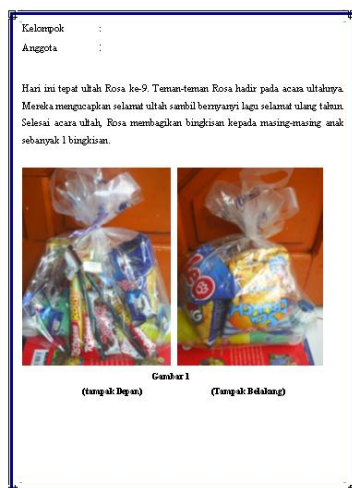 Kelompok :
Anggota :
Hari ini tepat ultah Rosa ke-9. Teman-teman Rosa hadir pada acara ultahnya.
Mereka mengucapkan selamat ultah sambil bernyanyi lagu selamat ulang tahun.
Selesai acara ultah, Rosa membagikan bingkisan kepada masing-masing anak
sebanyak 1 bingkisan.
Gambar 1
(tampak Depan) (Tampak Belakang)